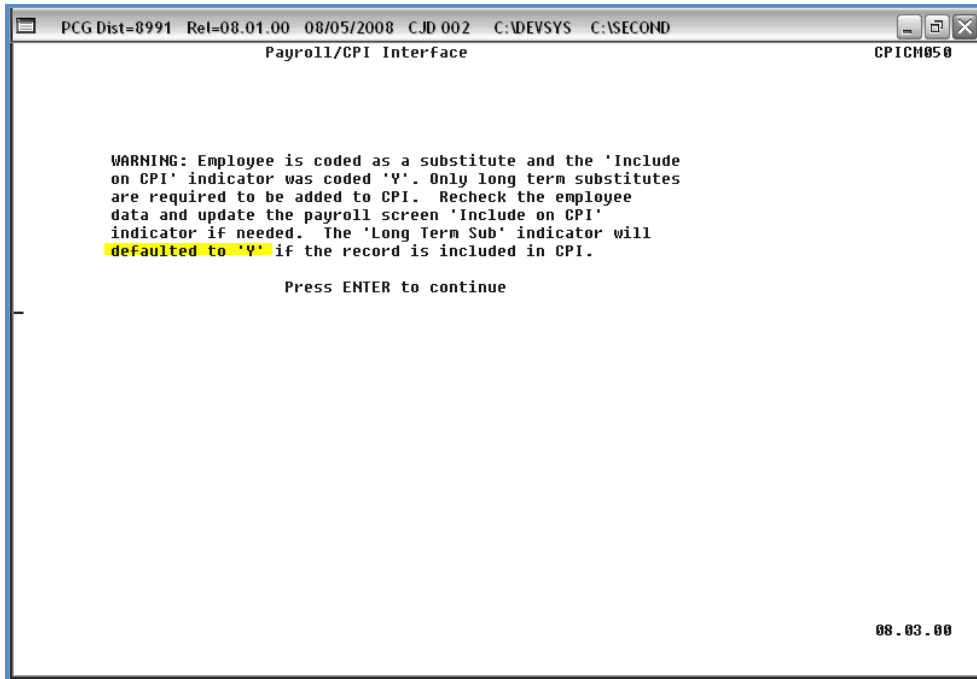 PCG Dist=8991 Rel=08.01.00 08/05/2008 CJD 002 C:\DEVSYS C:\SECOND
Payroll/CPI Interface CPICM050
WARNING: Employee is coded as a substitute and the 'Include
on CPI' indicator was coded 'Y'. Only long term substitutes
are required to be added to CPI. Recheck the employee
data and update the payroll screen 'Include on CPI'
indicator if needed. The 'Long Term Sub' indicator will
defaulted to 'Y' if the record is included in CPI.
Press ENTER to continue
08.03.00